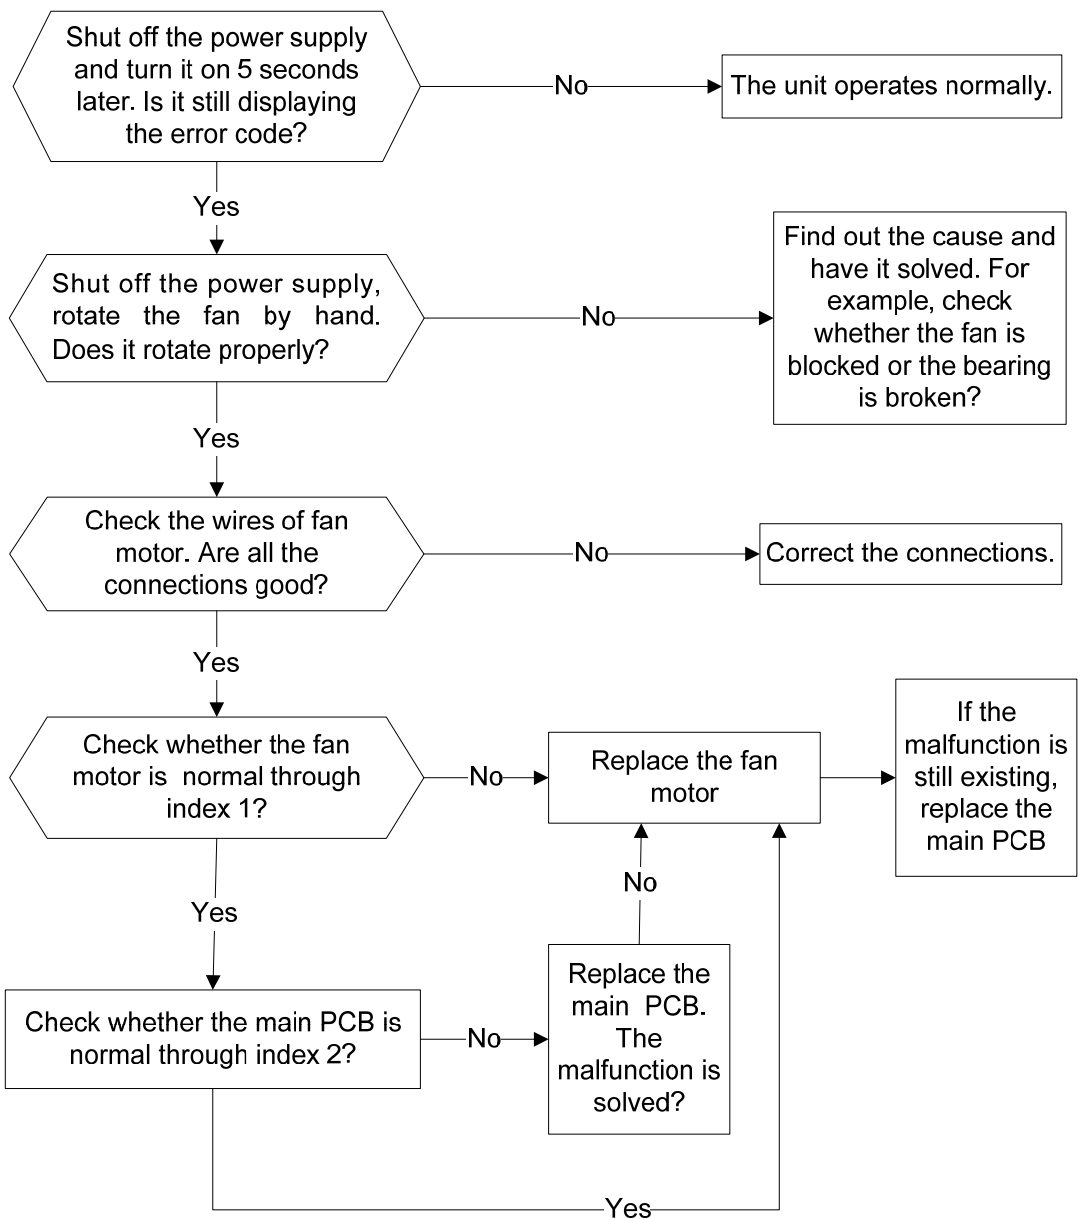 Shut off the power supply
and turn it on 5 seconds
later. Is it still displaying
the error code?
No
The unit operates normally.
Yes
Shut off the power supply,
rotate the fan by hand.
Does it rotate properly?
No
Find out the cause and
have it solved. For
example, check
whether the fan is
blocked or the bearing
is broken?
Yes
Check the wires of fan
motor. Are all the
connections good?
No
Correct the connections.
Yes
Check whether the fan
motor is normal through
index 1?
No
Replace the fan
motor
If the
malfunction is
still existing,
replace the
main PCB
Yes
No
Check whether the main PCB is
normal through index 2?
No
Replace the
main PCB.
The
malfunction is
solved?
Yes